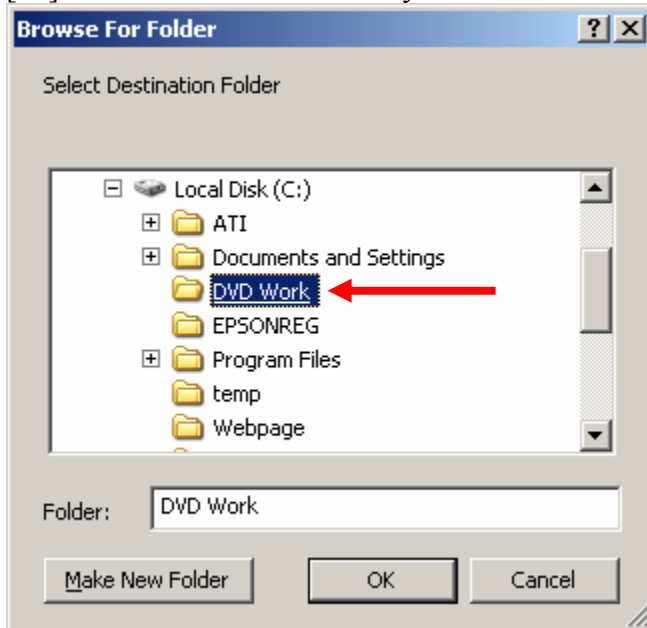 Browse For Folder
Select Destination Folder
Local Disk (C:)
ATI
Documents and Settings
DVD Work
EPSONREG
Program Files
temp
Webpage
Folder: DVD Work
Make New Folder OK Cancel